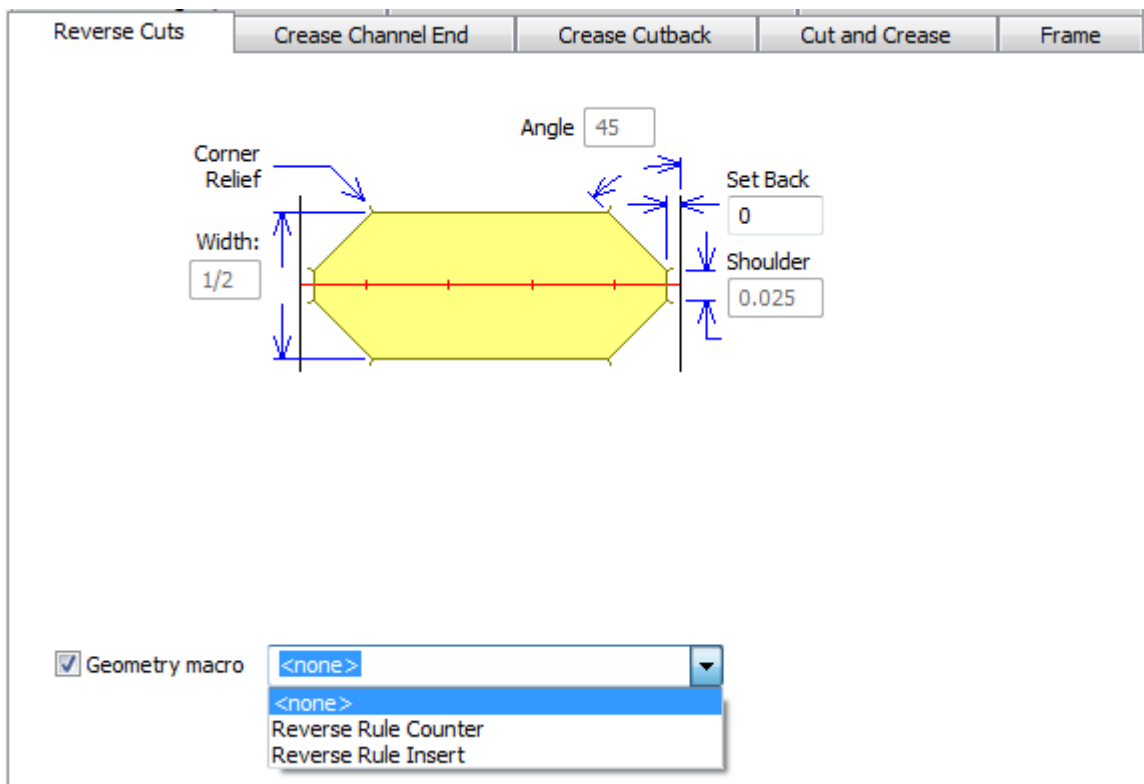 Reverse Cuts
Crease Channel End
Crease Cutback
Cut and Crease
Frame
Angle 45
Corner
Relief
Set Back
0
Width:
1/2
Shoulder
0.025
Geometry macro <none>
<none>
Reverse Rule Counter
Reverse Rule Insert